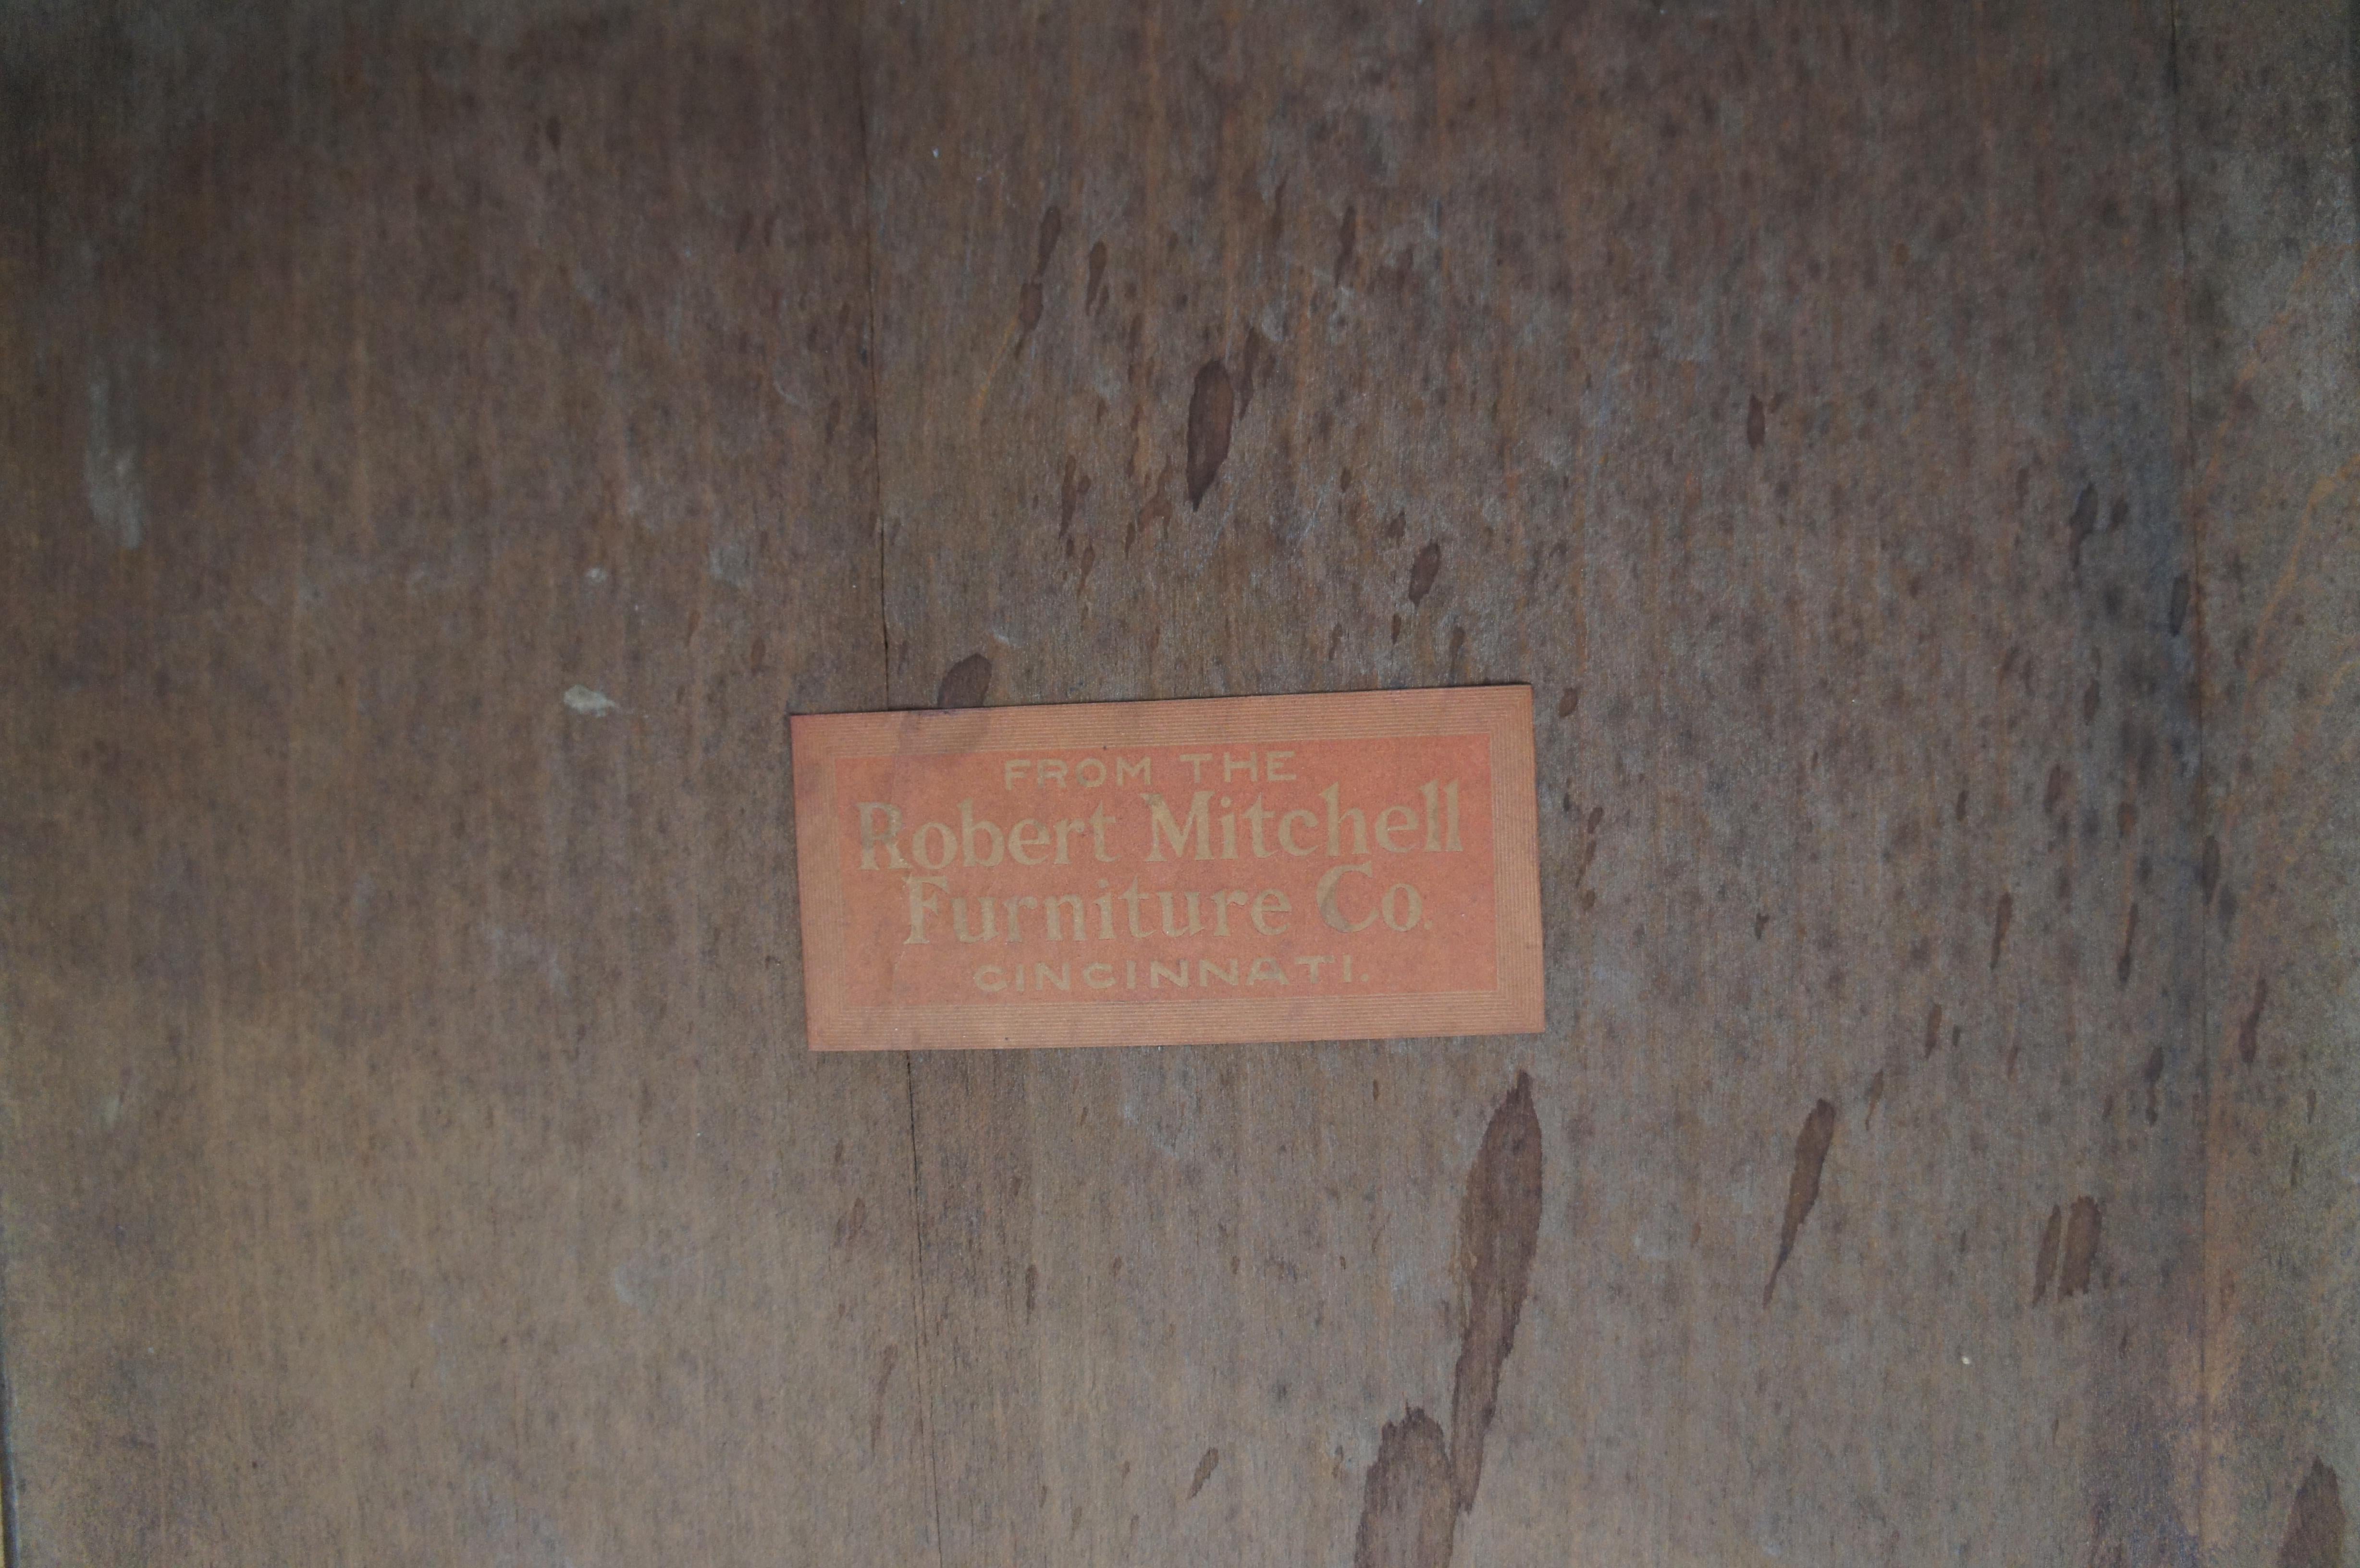 FROM THE
Robert Mitchell
Furniture Co.
CINCINNATI.